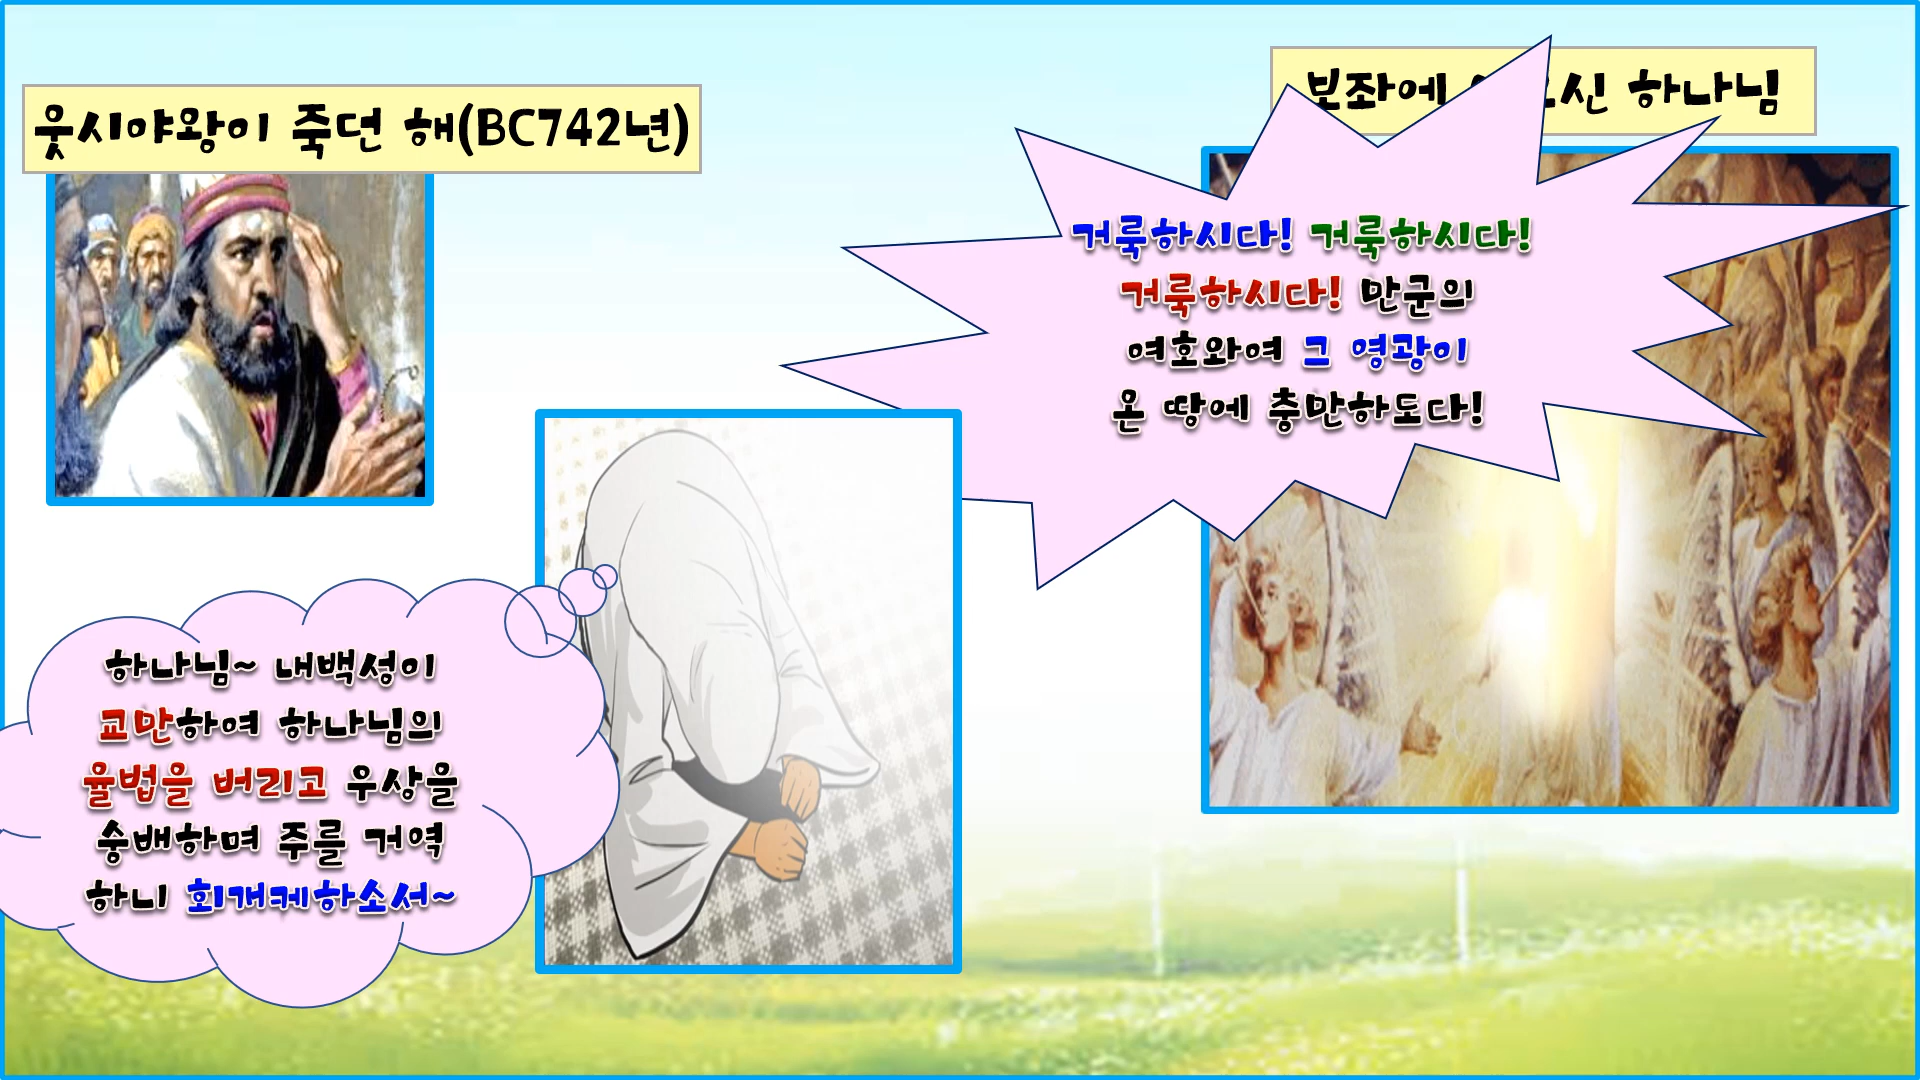 웃시야왕이 죽던 해(BC742년)
보좌에 하나님
거룩하시다! 거룩하시다!
거룩하시다! 만군의
여호와여 그 영광이
온 땅에 충만하도다!
하나님~ 내백성이
교만하여 하나님의
율법을 버리고 우상을
숭배하며 주를 거역
하니 회개케하소서~